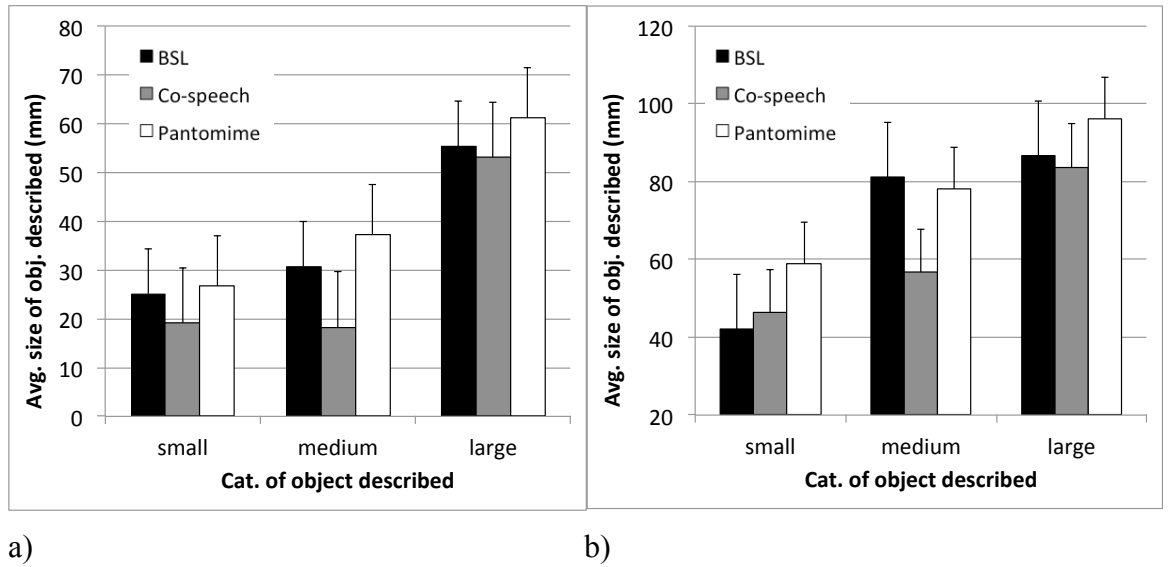 Avg. size of obj. described (mm)
80
70
60
50
40
30
20
10
0
BSL
Co-speech
Pantomime
small medium large
Cat. of object described
a)
Avg. size of obj. described (mm)
120
100
80
60
40
20
BSL
Co-speech
Pantomime
small medium large
Cat. of object described
b)